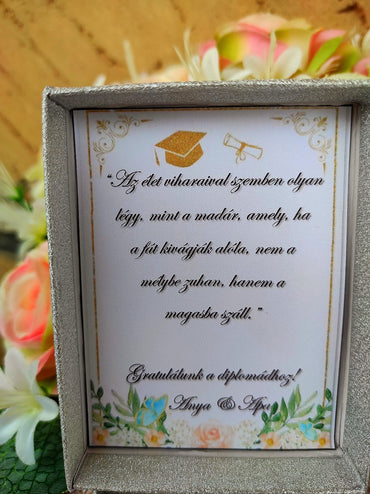 “Az élet viharaival szemben olyan
légy, mint a madár, amely, ha
a fát kivágják alóla, nem a
mélybe zuhan, hanem a
magasba száll.”
Gratulálunk a diplomádhoz!
Anya & Apa